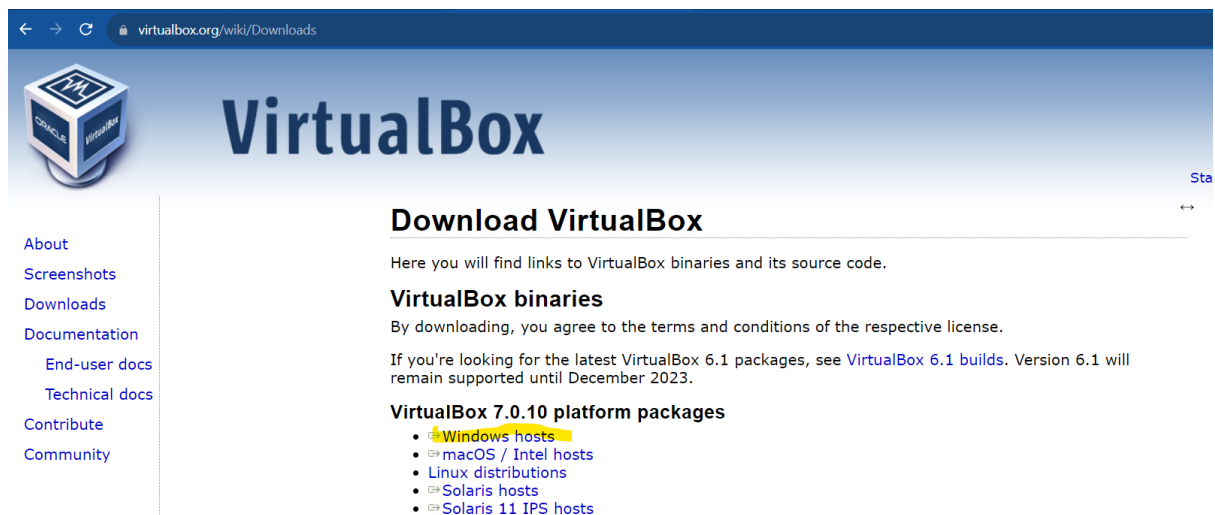 virtualbox.org/wiki/Downloads
ORACLE
VirtualBox
VirtualBox
Sta
About
Screenshots
Downloads
Documentation
End-user docs
Technical docs
Contribute
Community
Download VirtualBox
Here you will find links to VirtualBox binaries and its source code.
VirtualBox binaries
By downloading, you agree to the terms and conditions of the respective license.
If you're looking for the latest VirtualBox 6.1 packages, see VirtualBox 6.1 builds. Version 6.1 will
remain supported until December 2023.
VirtualBox 7.0.10 platform packages
• Windows hosts
• macOS / Intel hosts
• Linux distributions
• Solaris hosts
• Solaris 11 IPS hosts